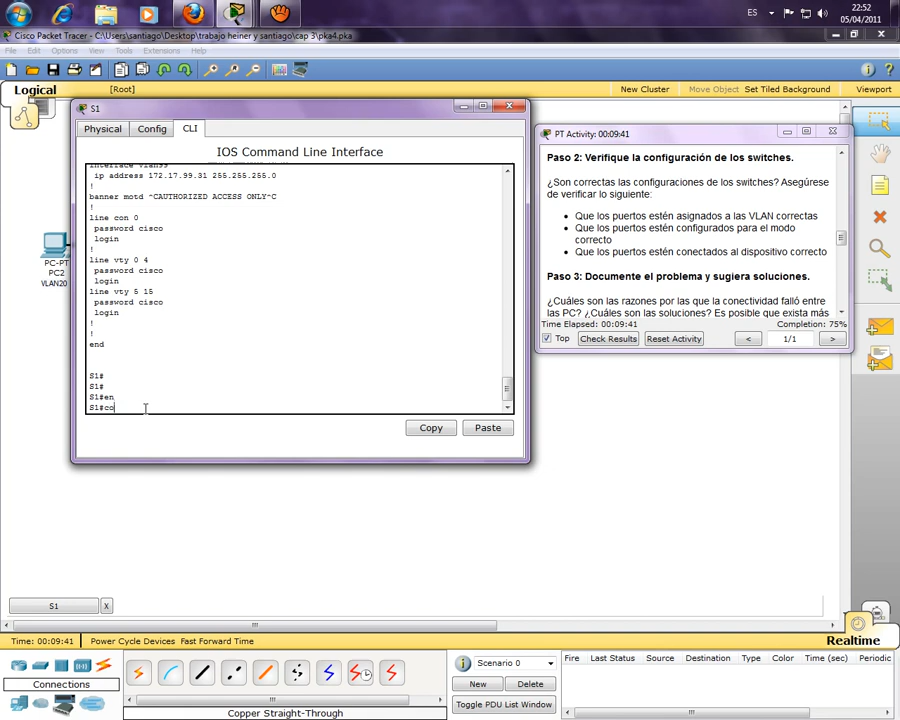 ES
22:52
05/04/2011
Cisco Packet Tracer - C:\Users\santiago\Desktop\trabajo heiner y santiago\cap 3\pka4.pka
File Edit Options View Tools Extensions Help
Logical
[Root]
New Cluster
Move Object
Set Tiled Background
Viewport
S1
Physical
Config
CLI
IOS Command Line Interface
interface Vlan99
ip address 172.17.99.31 255.255.255.0
!
banner motd ^CAUTHORIZED ACCESS ONLY^C
!
line con 0
password cisco
login
!
line vty 0 4
password cisco
login
line vty 5 15
password cisco
login
!
!
end
S1#
S1#
S1#en
S1#co
Copy
Paste
PT Activity: 00:09:41
Paso 2: Verifique la configuración de los switches.
¿Son correctas las configuraciones de los switches? Asegúrese
de verificar lo siguiente:
• Que los puertos estén asignados a las VLAN correctas
• Que los puertos estén configurados para el modo
correcto
• Que los puertos estén conectados al dispositivo correcto
Paso 3: Documente el problema y sugiera soluciones.
¿Cuáles son las razones por las que la conectividad falló entre
las PC? ¿Cuáles son las soluciones? Es posible que exista más
Time Elapsed: 00:09:41
Completion: 75%
Top
Check Results
Reset Activity
<
1/1
>
PC-PT
PC2
VLAN20
S1
X
Time: 00:09:41
Power Cycle Devices
Fast Forward Time
Realtime
Connections
Copper Straight-Through
Scenario 0
New
Delete
Toggle PDU List Window
Fire
Last Status
Source
Destination
Type
Color
Time (sec)
Periodic